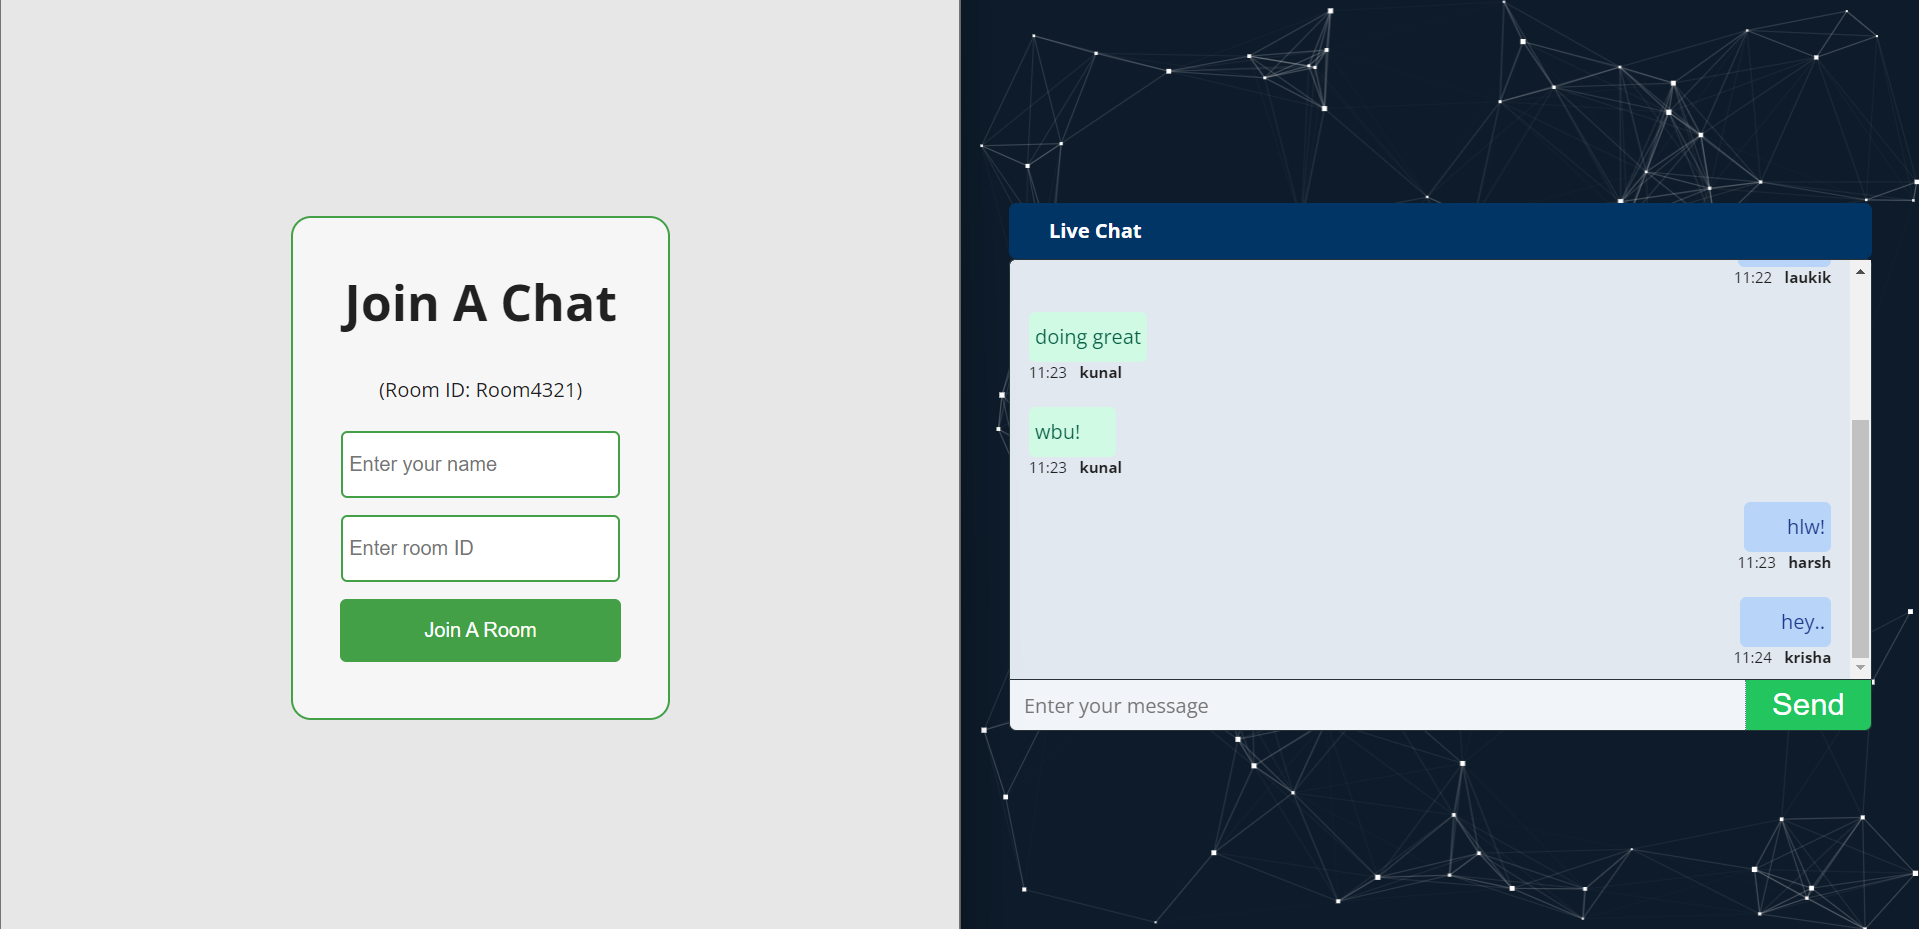 Join A Chat
(Room ID: Room4321)
Enter your name
Enter room ID
Join A Room
Live Chat
11:22 laukik
doing great
11:23 kunal
wbu!
11:23 kunal
hlw!
11:23 harsh
hey..
11:24 krisha
Enter your message
Send